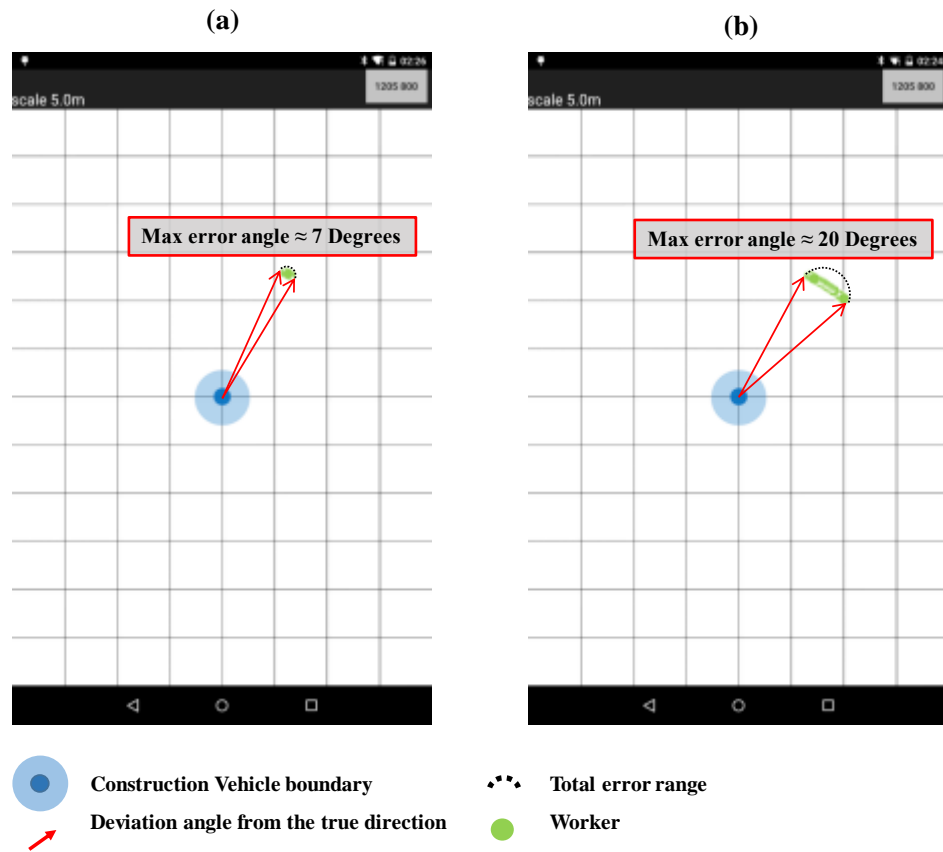 (a)
(b)
02:26
1205 800
scale 5.0m
02:24
1205 800
scale 5.0m
Max error angle ≈ 7 Degrees
Max error angle ≈ 20 Degrees
Construction Vehicle boundary
Total error range
Deviation angle from the true direction
Worker